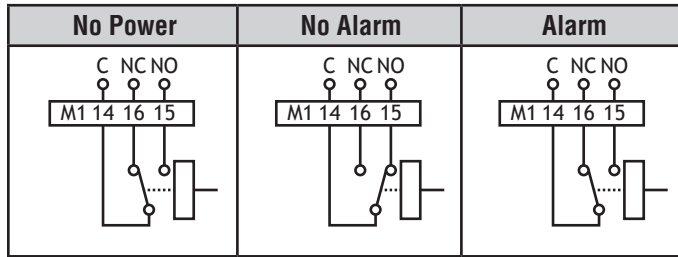 No Power No Alarm Alarm
C NC NO C NC NO C NC NO
M1 14 16 15 M1 14 16 15 M1 14 16 15